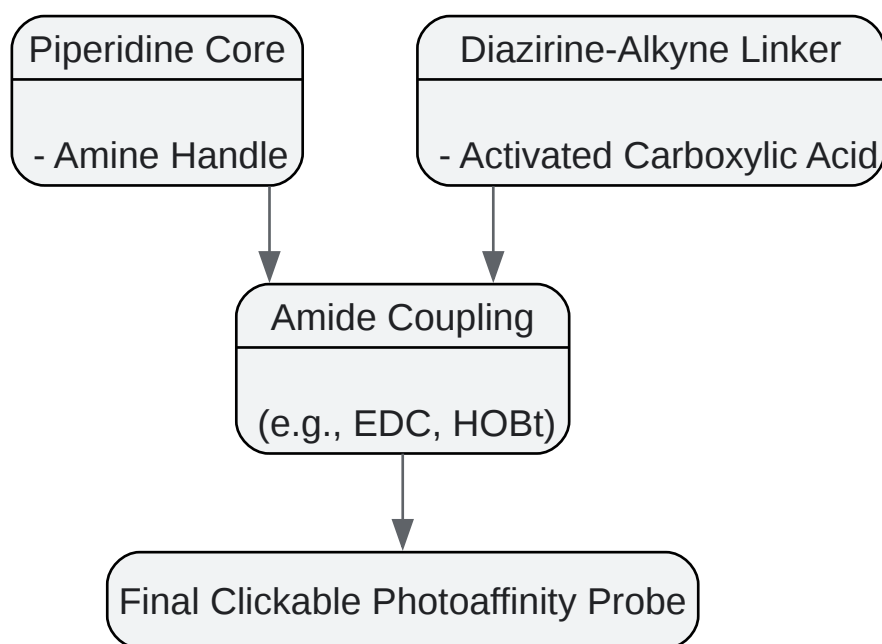 Piperidine Core
- Amine Handle
Diazirine-Alkyne Linker
- Activated Carboxylic Acid
Amide Coupling
(e.g., EDC, HOBt)
Final Clickable Photoaffinity Probe